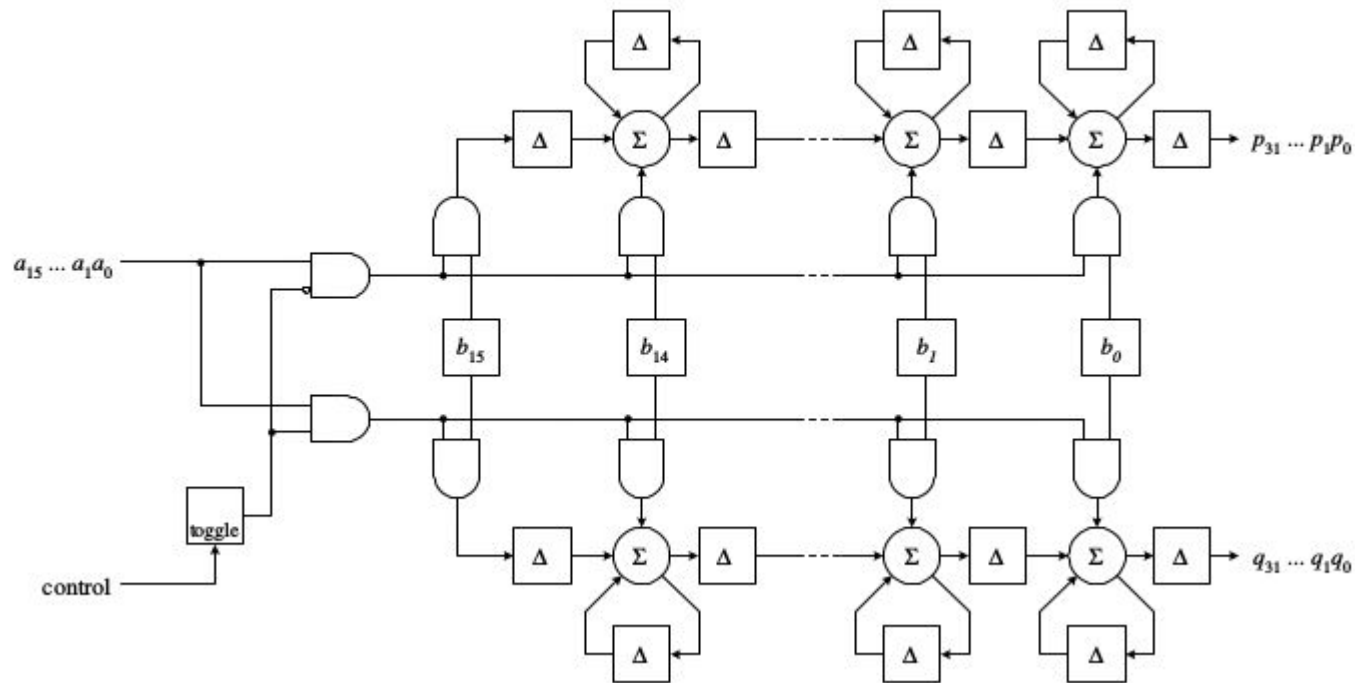 Δ Δ Δ
Δ Σ Δ Σ Δ Σ Δ p₃₁ ... p₁p₀
a₁₅ ... a₁a₀
b₁₅ b₁₄ b₁ b₀
toggle
control
Δ Σ Δ Σ Δ Σ Δ q₃₁ ... q₁q₀
Δ Δ Δ